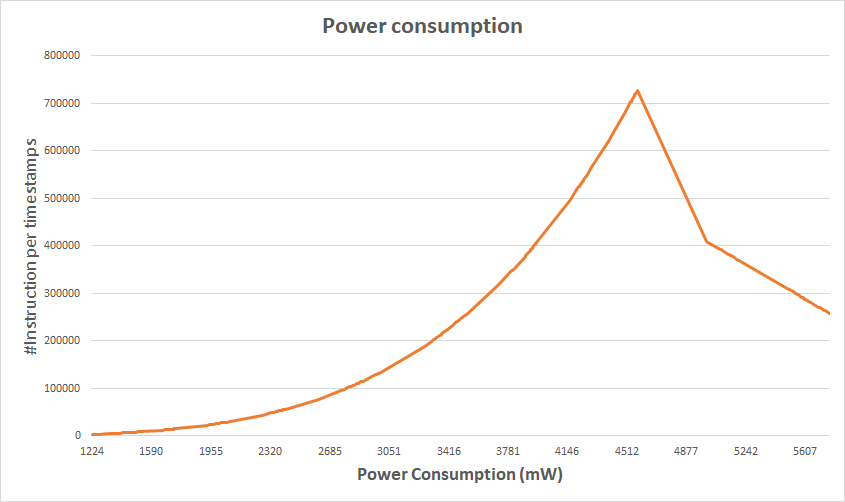 Power consumption
#Instruction per timestamps
800000
700000
600000
500000
400000
300000
200000
100000
0
1224 1590 1955 2320 2685 3051 3416 3781 4146 4512 4877 5242 5607
Power Consumption (mW)